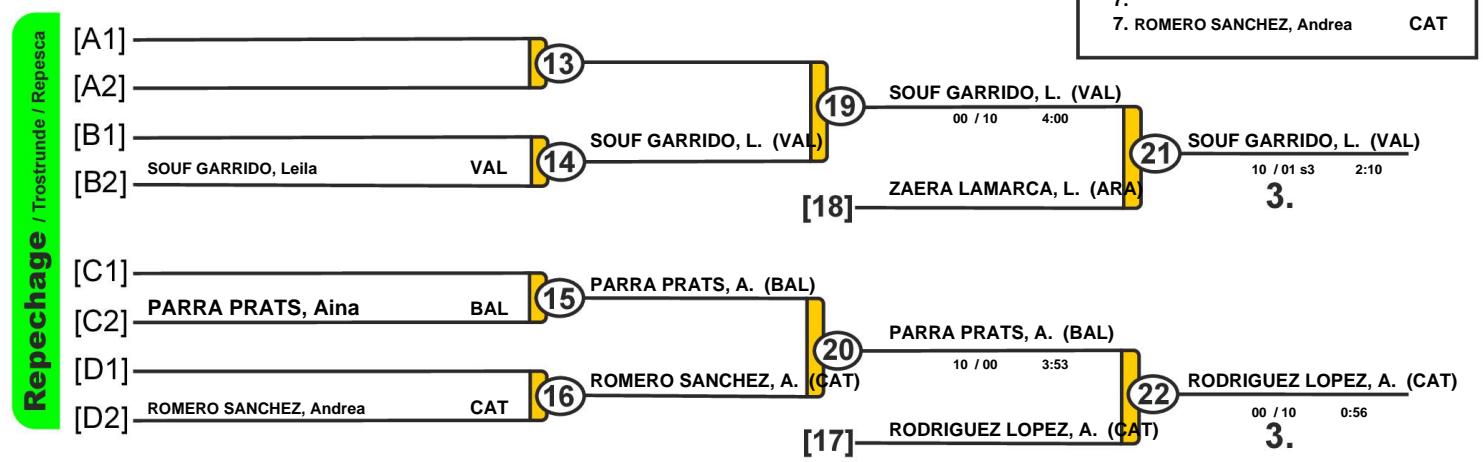 7.
7. ROMERO SANCHEZ, Andrea CAT
Repechage / Trostrunde / Repesca
[A1]
13
[A2]
SOUF GARRIDO, L. (VAL)
19
00 / 10 4:00
[B1]
SOUF GARRIDO, L. (VAL)
21
SOUF GARRIDO, L. (VAL)
10 / 01 s3 2:10
3.
14
SOUF GARRIDO, Leila VAL
[B2]
ZAERA LAMARCA, L. (ARA)
[18]
[C1]
PARRA PRATS, A. (BAL)
15
PARRA PRATS, Aina BAL
[C2]
PARRA PRATS, A. (BAL)
20
10 / 00 3:53
[D1]
ROMERO SANCHEZ, A. (CAT)
16
22
RODRIGUEZ LOPEZ, A. (CAT)
00 / 10 0:56
3.
ROMERO SANCHEZ, Andrea CAT
[D2]
RODRIGUEZ LOPEZ, A. (CAT)
[17]